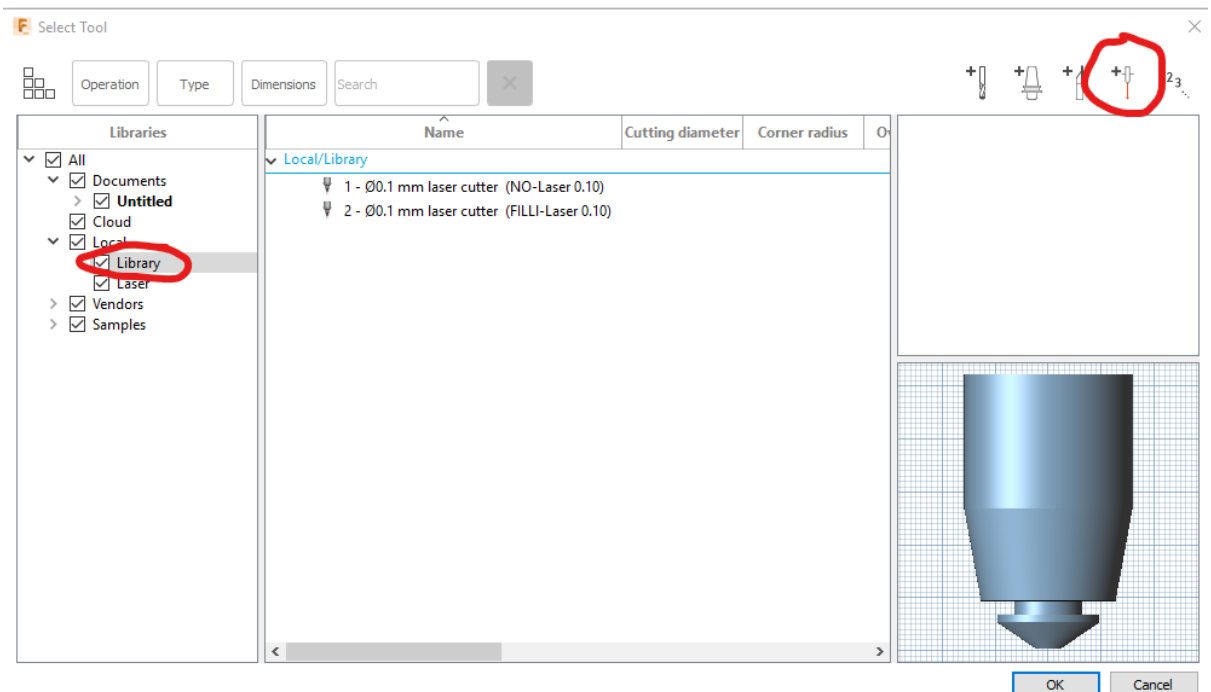 Select Tool
Operation Type Dimensions Search
2 3
Libraries
Name Cutting diameter Corner radius
All
Documents
Untitled
Cloud
Local
Library
Laser
Vendors
Samples
Local/Library
1 - Ø0.1 mm laser cutter (NO-Laser 0.10)
2 - Ø0.1 mm laser cutter (FILLI-Laser 0.10)
OK Cancel